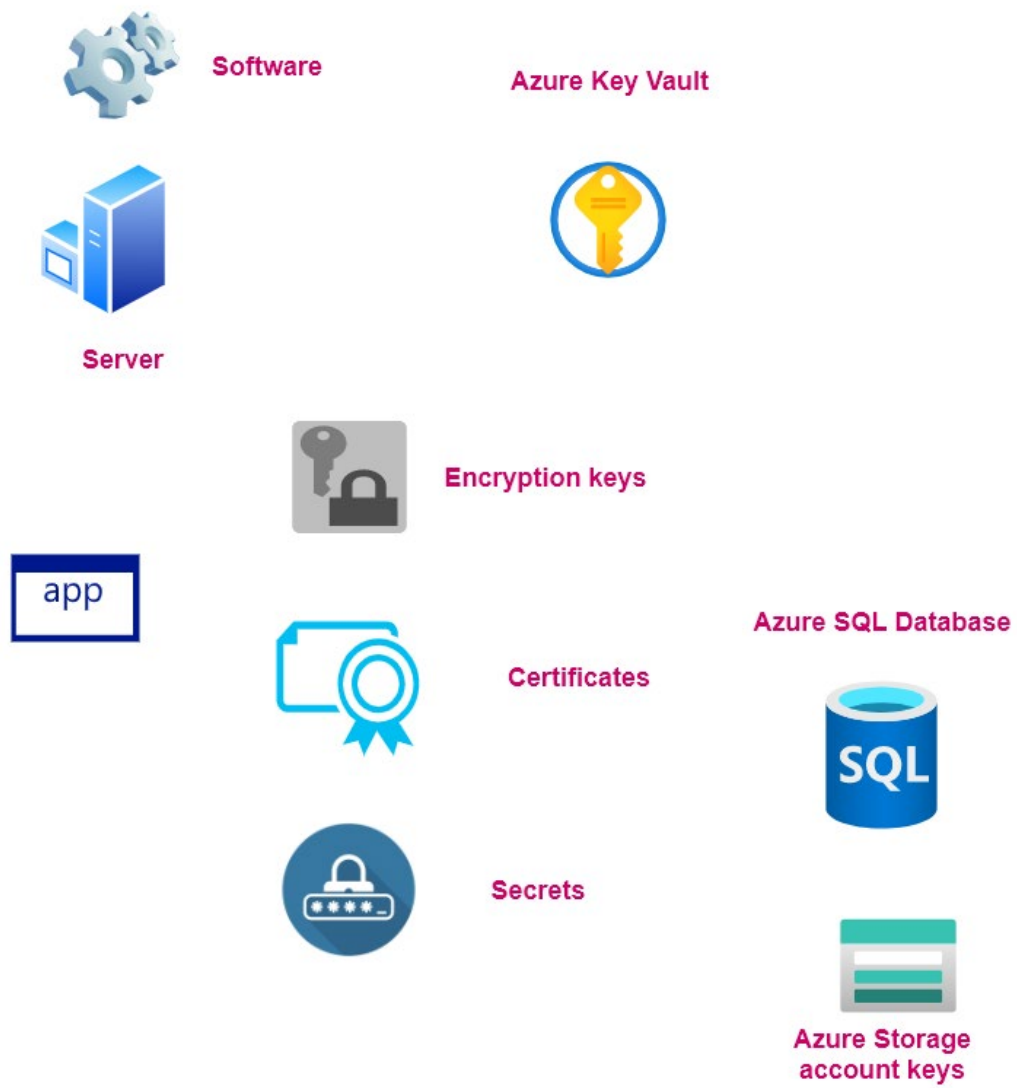 Software
Azure Key Vault
Server
Encryption keys
app
Azure SQL Database
Certificates
SQL
Secrets
****_
Azure Storage
account keys